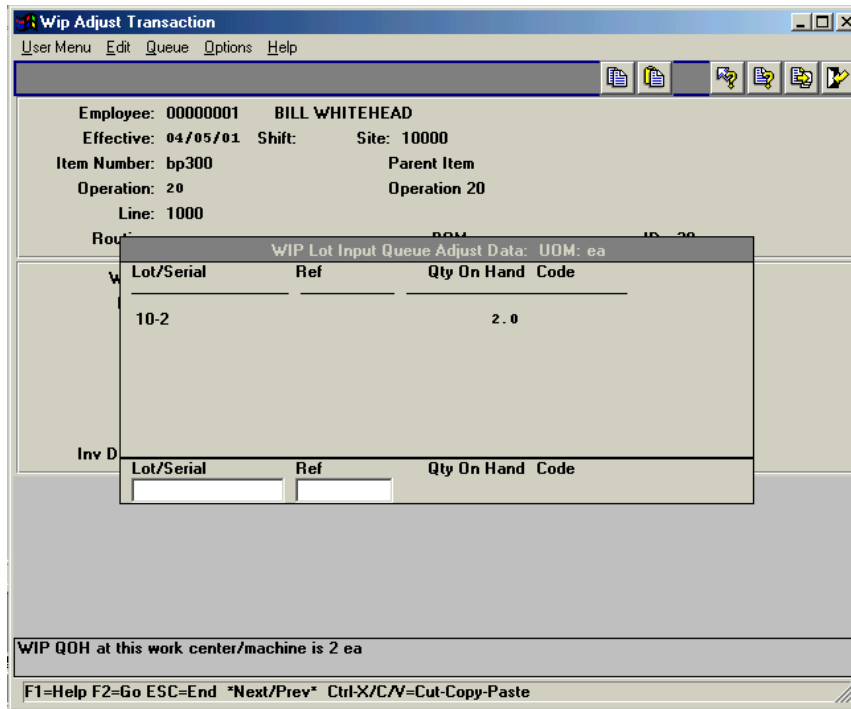 Wip Adjust Transaction
User Menu Edit Queue Options Help
Employee: 00000001 BILL WHITEHEAD
Effective: 04/05/01 Shift: Site: 10000
Item Number: bp300 Parent Item
Operation: 20 Operation 20
Line: 1000
WIP Lot Input Queue Adjust Data: UOM: ea
Lot/Serial Ref Qty On Hand Code
10-2 2.0
Inv D
Lot/Serial Ref Qty On Hand Code
WIP QOH at this work center/machine is 2 ea
F1=Help F2=Go ESC=End *Next/Prev* Ctrl-X/C/V=Cut-Copy-Paste